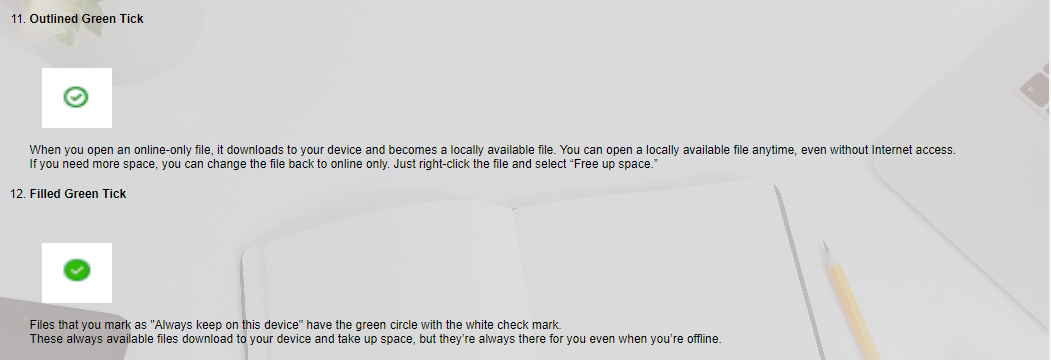 11. Outlined Green Tick
When you open an online-only file, it downloads to your device and becomes a locally available file. You can open a locally available file anytime, even without Internet access.
If you need more space, you can change the file back to online only. Just right-click the file and select “Free up space.”
12. Filled Green Tick
Files that you mark as "Always keep on this device" have the green circle with the white check mark.
These always available files download to your device and take up space, but they’re always there for you even when you’re offline.